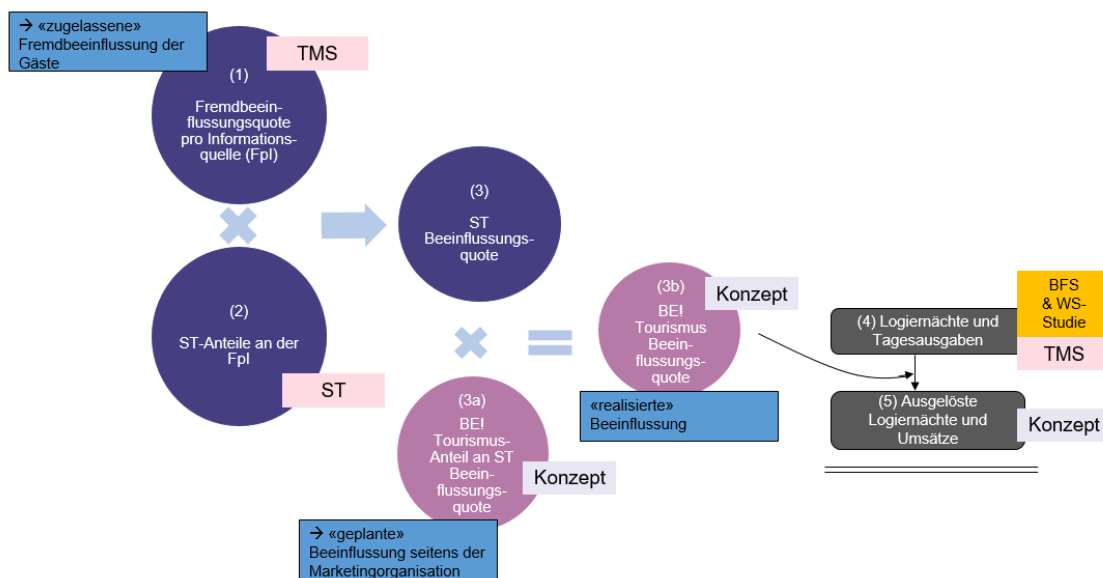 → «zugelassene»
Fremdbeeinflussung der
Gäste
TMS
(1)
Fremdbeein-
flussungsquote
pro Informations-
quelle (FpI)
(2)
ST-Anteile an der
FpI
ST
(3)
ST
Beeinflussungs-
quote
(3a)
BE!
Tourismus-
Anteil an ST
Beein-
flussungs-
quote
Konzept
→ «geplante»
Beeinflussung seitens der
Marketingorganisation
(3b)
BE!
Tourismus
Beein-
flussungs-
quote
Konzept
«realisierte»
Beeinflussung
BFS
& WS-
Studie
(4) Logiernächte und
Tagesausgaben
TMS
(5) Ausgelöste
Logiernächte und
Umsätze
Konzept